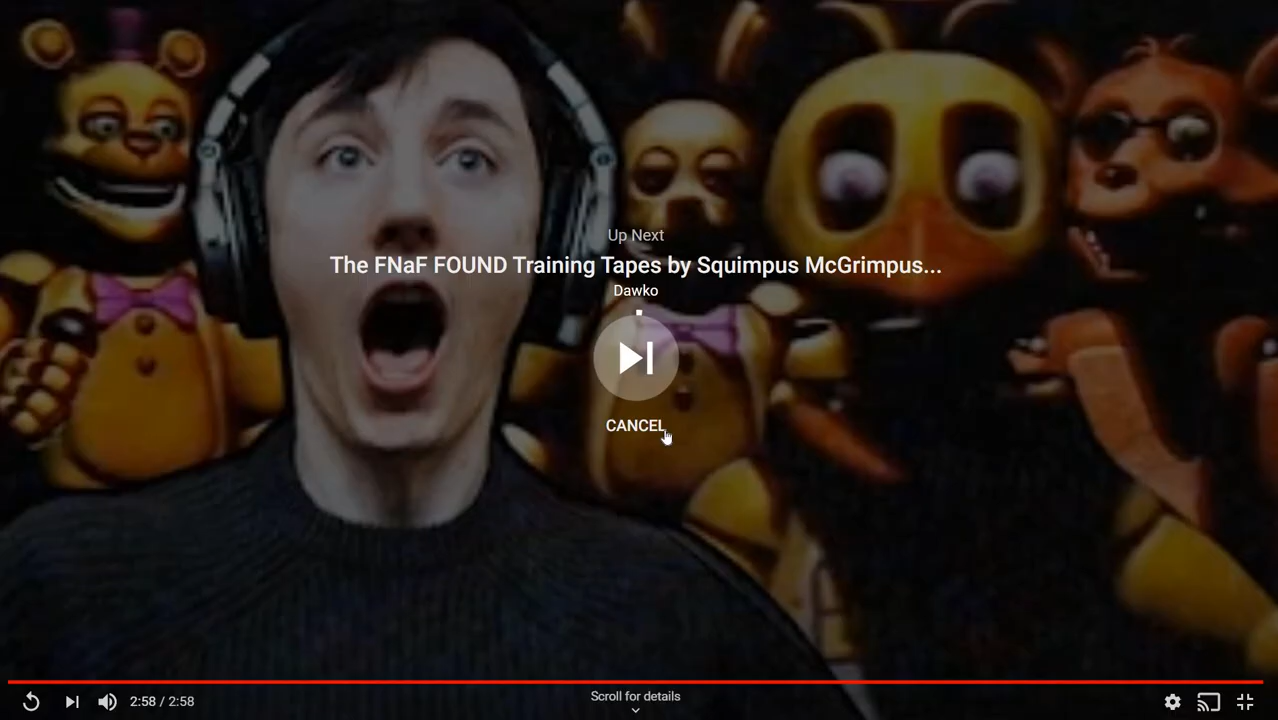 Up Next
The FNaF FOUND Training Tapes by Squimpus McGrimpus...
Dawko
CANCEL
2:58 / 2:58
Scroll for details